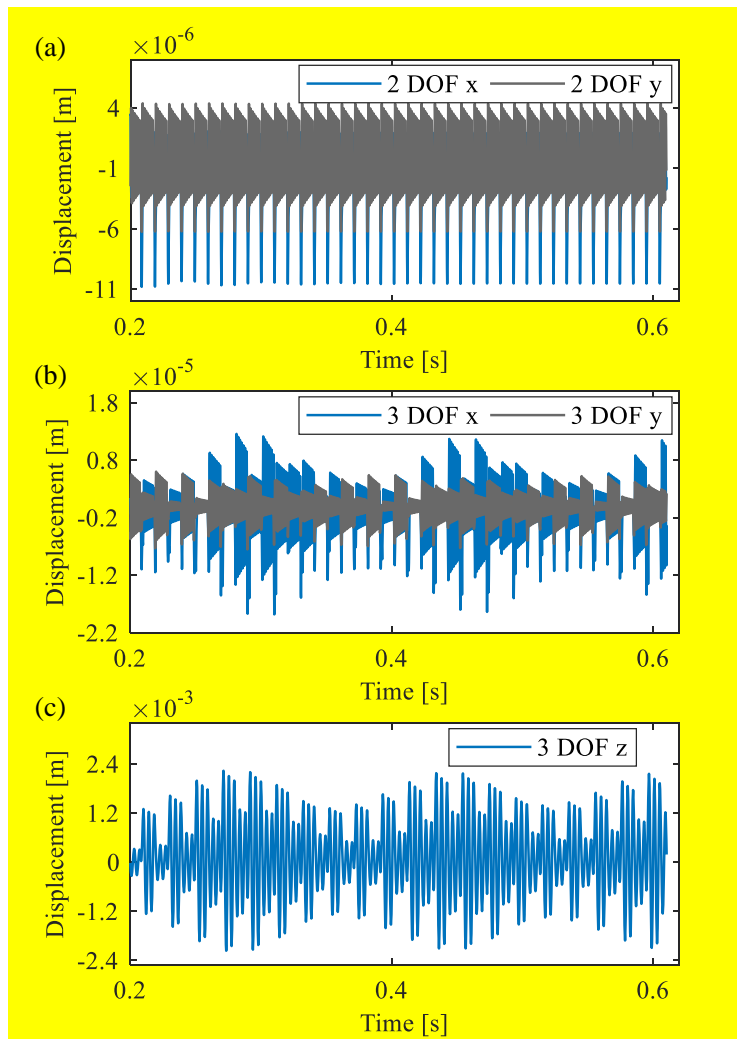 (a)
×10⁻⁶
2 DOF x 2 DOF y
Displacement [m]
4
-1
-6
-11
0.2 0.4 0.6
Time [s]
(b)
×10⁻⁵
3 DOF x 3 DOF y
Displacement [m]
1.8
0.8
-0.2
-1.2
-2.2
0.2 0.4 0.6
Time [s]
(c)
×10⁻³
3 DOF z
Displacement [m]
2.4
1.2
0
-1.2
-2.4
0.2 0.4 0.6
Time [s]